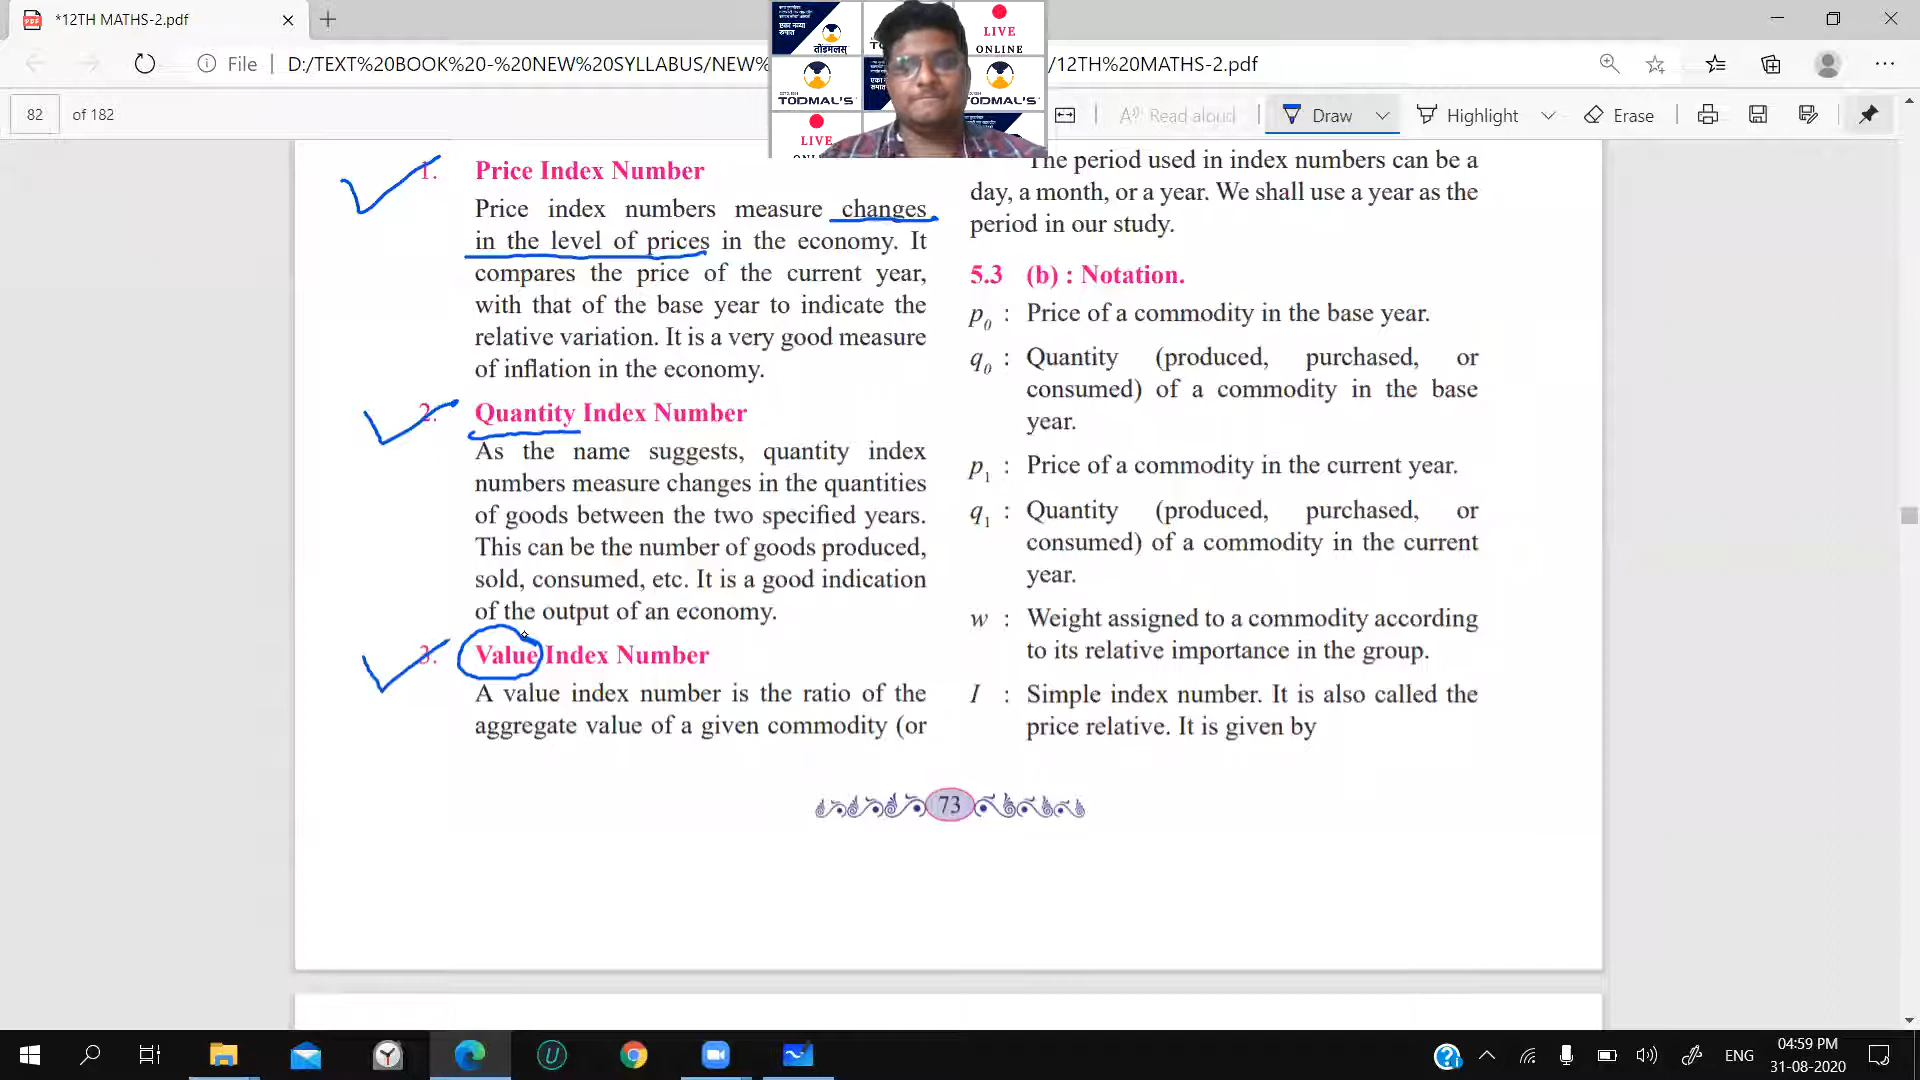 *12TH MATHS-2.pdf
File
D:/TEXT%20BOOK%20-%20NEW%20SYLLABUS/NEW%
/12TH%20MATHS-2.pdf
82 of 182
Read aloud
Draw
Highlight
Erase
एका नव्या
तोडमलस्
LIVE
ONLINE
TODMAL'S
एका
TODMAL'S
LIVE
1. Price Index Number
Price index numbers measure changes
in the level of prices in the economy. It
compares the price of the current year,
with that of the base year to indicate the
relative variation. It is a very good measure
of inflation in the economy.
2. Quantity Index Number
As the name suggests, quantity index
numbers measure changes in the quantities
of goods between the two specified years.
This can be the number of goods produced,
sold, consumed, etc. It is a good indication
of the output of an economy.
3. Value Index Number
A value index number is the ratio of the
aggregate value of a given commodity (or
The period used in index numbers can be a
day, a month, or a year. We shall use a year as the
period in our study.
5.3 (b) : Notation.
p0 : Price of a commodity in the base year.
q0 : Quantity (produced, purchased, or
consumed) of a commodity in the base
year.
p1 : Price of a commodity in the current year.
q1 : Quantity (produced, purchased, or
consumed) of a commodity in the current
year.
w : Weight assigned to a commodity according
to its relative importance in the group.
I : Simple index number. It is also called the
price relative. It is given by
73
ENG
04:59 PM
31-08-2020